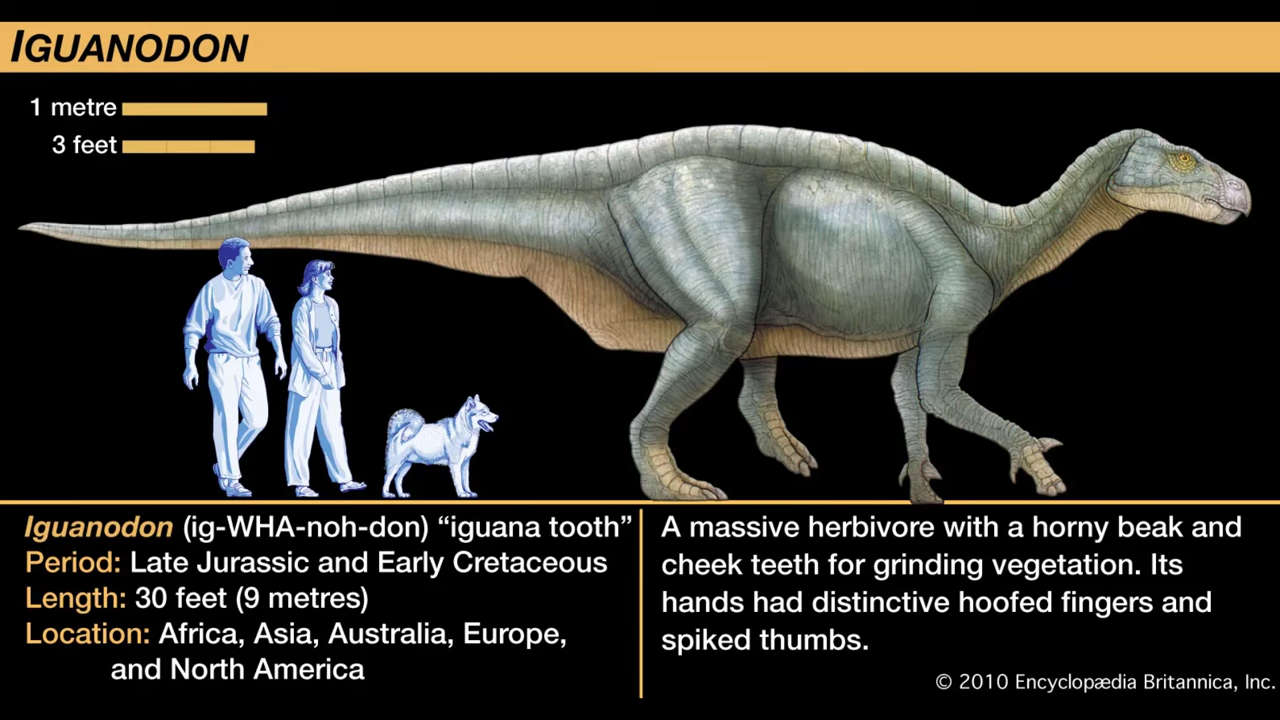 IGUANODON
1 metre
3 feet
Iguanodon (ig-WHA-noh-don) “iguana tooth”
Period: Late Jurassic and Early Cretaceous
Length: 30 feet (9 metres)
Location: Africa, Asia, Australia, Europe,
and North America
A massive herbivore with a horny beak and
cheek teeth for grinding vegetation. Its
hands had distinctive hoofed fingers and
spiked thumbs.
© 2010 Encyclopædia Britannica, Inc.